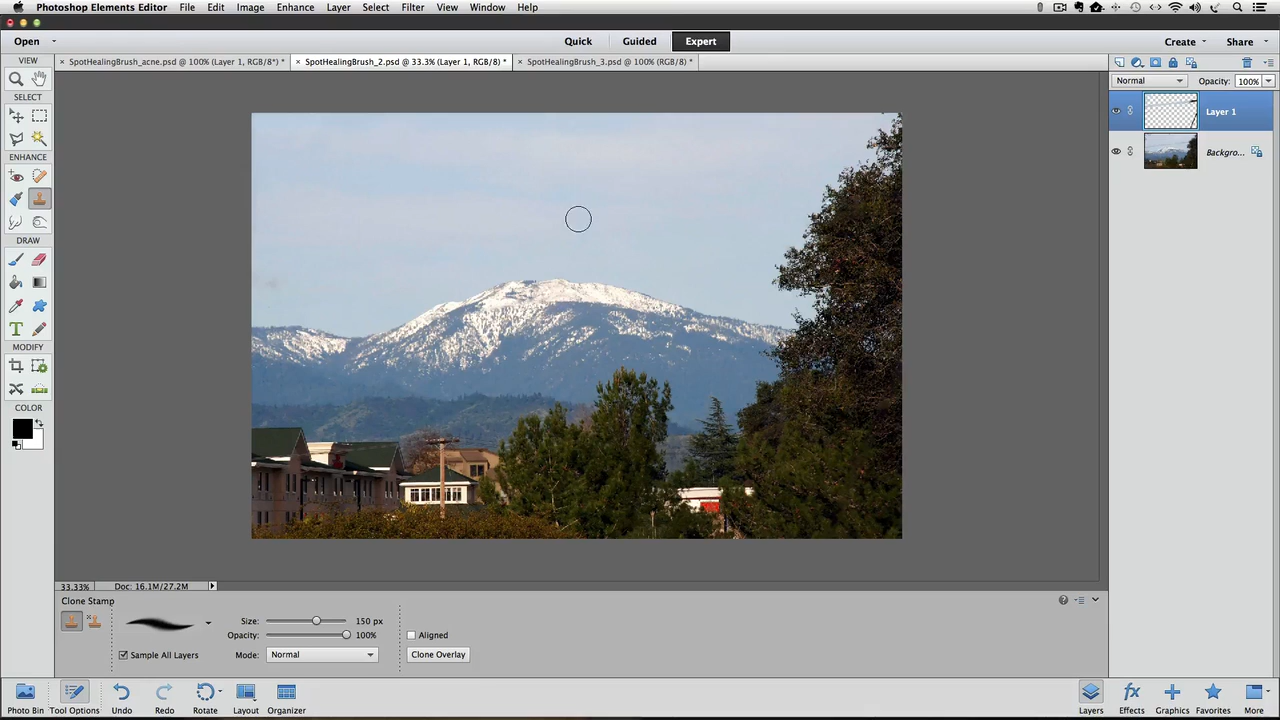 Photoshop Elements Editor File Edit Image Enhance Layer Select Filter View Window Help
Open Quick Guided Expert Create Share
VIEW × SpotHealingBrush_acne.psd @ 100% (Layer 1, RGB/8*) * × SpotHealingBrush_2.psd @ 33.3% (Layer 1, RGB/8) * × SpotHealingBrush_3.psd @ 100% (RGB/8) *
Normal Opacity: 100%
SELECT
Layer 1
Backgro...
ENHANCE
DRAW
T
MODIFY
COLOR
33.33% Doc: 16.1M/27.2M
Clone Stamp
Size: 150 px
Opacity: 100% Aligned
Sample All Layers Mode: Normal Clone Overlay
Photo Bin Tool Options Undo Redo Rotate Layout Organizer Layers Effects Graphics Favorites More